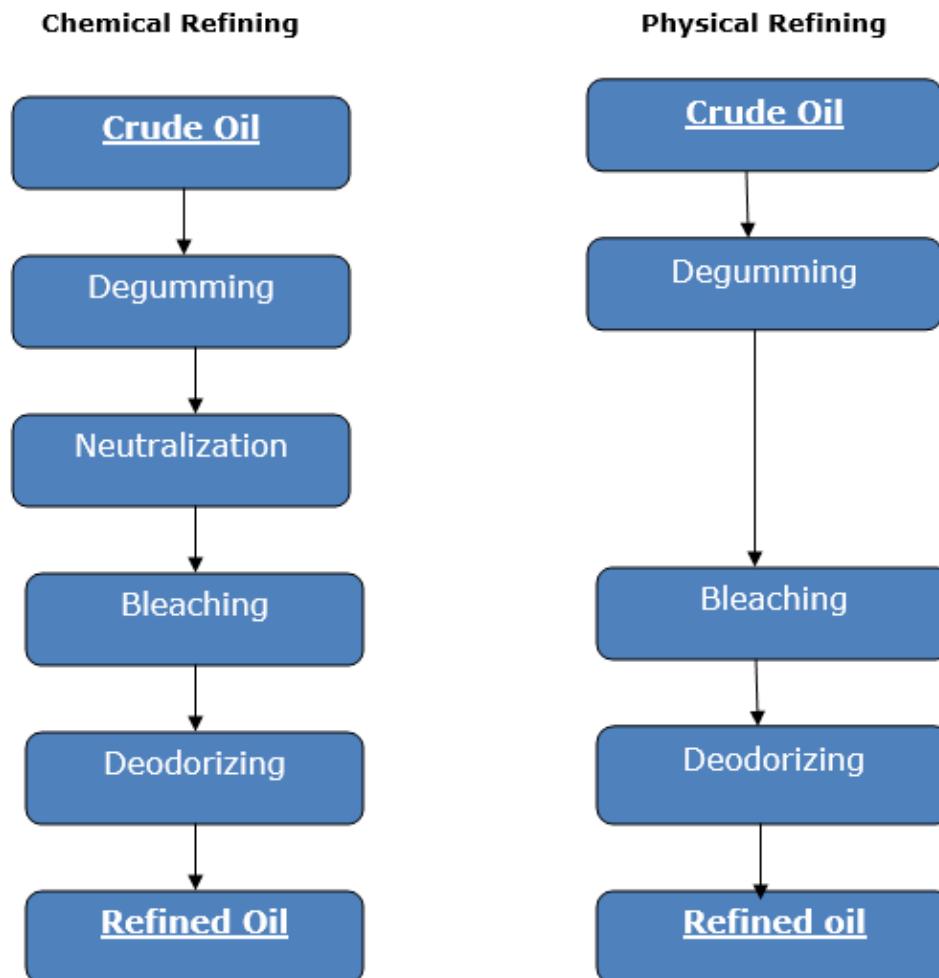 Chemical Refining
Crude Oil
Degumming
Neutralization
Bleaching
Deodorizing
Refined Oil
Physical Refining
Crude Oil
Degumming
Bleaching
Deodorizing
Refined oil